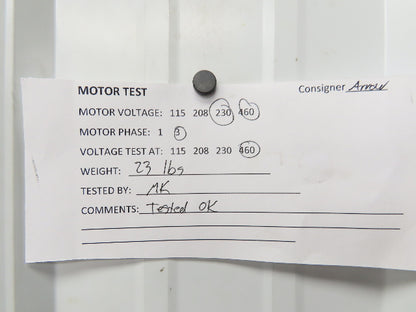 MOTOR TEST Consigner Arrow
MOTOR VOLTAGE: 115 208 230 460
MOTOR PHASE: 1 3
VOLTAGE TEST AT: 115 208 230 460
WEIGHT: 23 lbs
TESTED BY: MK
COMMENTS: Tested OK